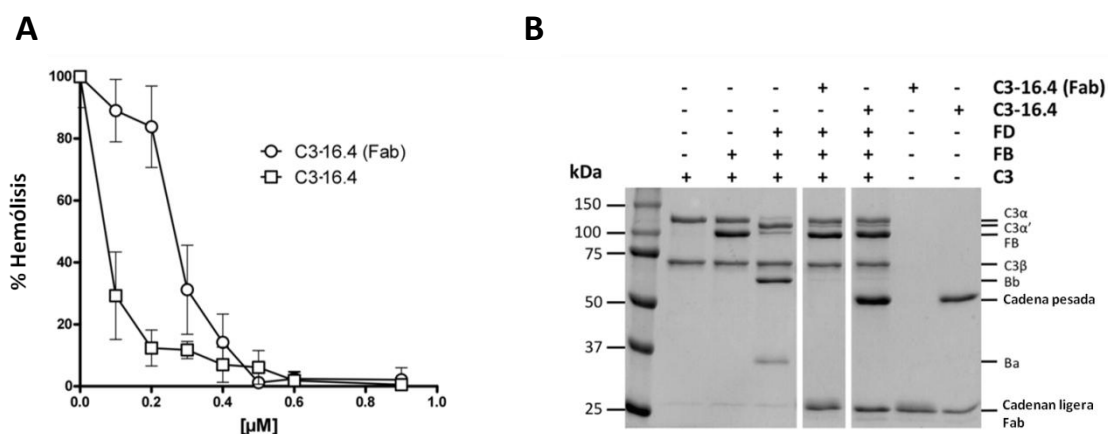 A
B
100
80
60
40
20
0
% Hemólisis
0.0 0.2 0.4 0.6 0.8 1.0
[µM]
C3-16.4 (Fab)
C3-16.4
- - - + - + - C3-16.4 (Fab)
- - - - + - + C3-16.4
- - + + + - - FD
- + + + + - - FB
+ + + + + - - C3
kDa
150
100
75
50
37
25
C3α
C3α’
FB
C3β
Bb
Cadena pesada
Ba
Cadenan ligera
Fab